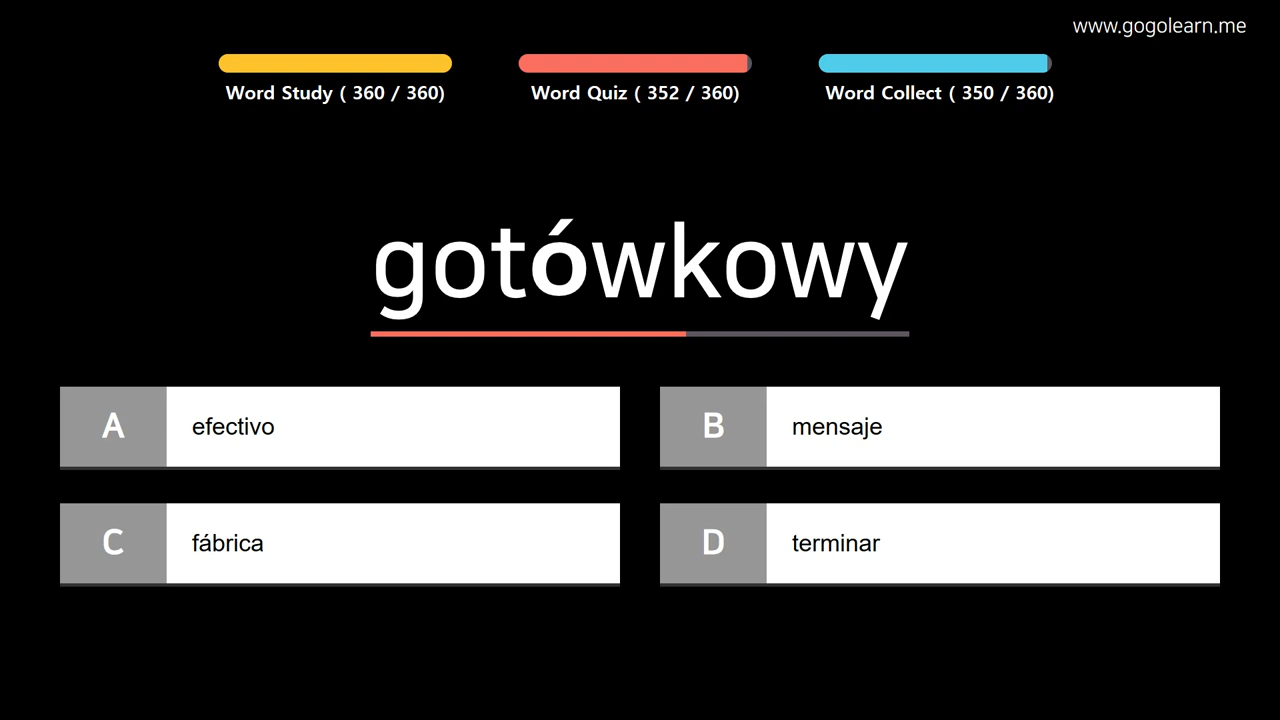 www.gogolearn.me
Word Study ( 360 / 360)
Word Quiz ( 352 / 360)
Word Collect ( 350 / 360)
gotówkowy
A efectivo
B mensaje
C fábrica
D terminar